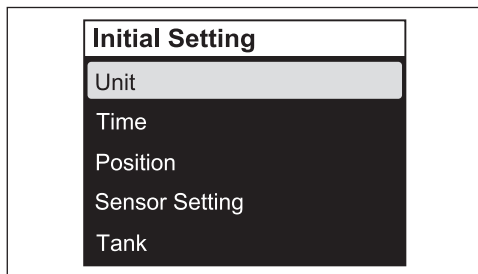 Initial Setting
Unit
Time
Position
Sensor Setting
Tank